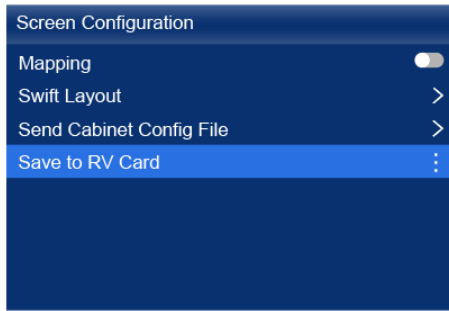 Screen Configuration
Mapping
Swift Layout
Send Cabinet Config File
Save to RV Card